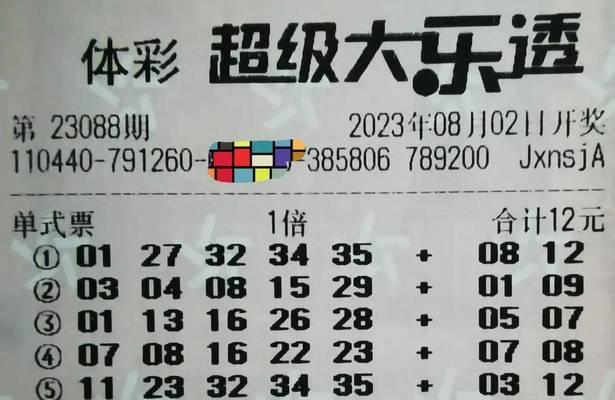 体彩 超级大乐透
第 23088期 2023年08月02日开奖
110440-791260- -385806 789200 JxnsjA
单式票 1倍 合计12元
① 01 27 32 34 35 + 08 12
② 03 04 08 15 29 + 01 09
③ 01 13 16 26 28 + 05 07
④ 07 08 16 22 23 + 07 08
⑤ 11 23 32 34 35 + 03 12